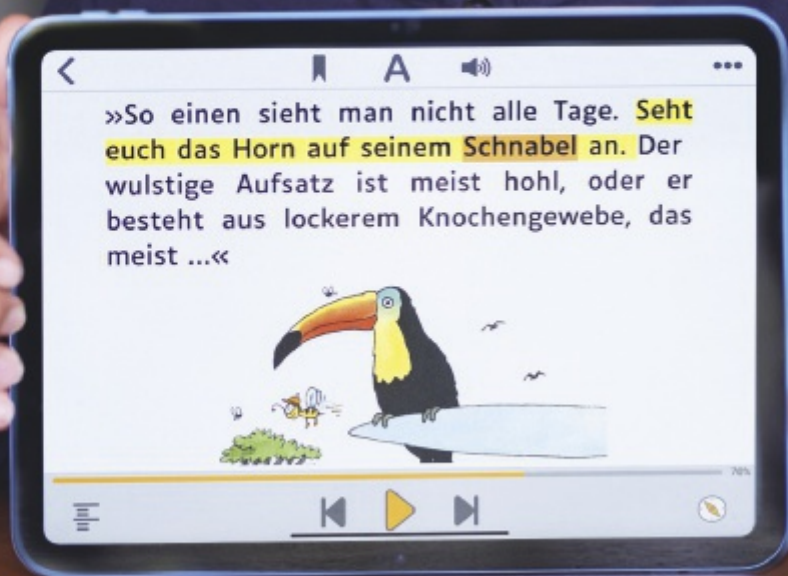 A
»So einen sieht man nicht alle Tage. Seht
euch das Horn auf seinem Schnabel an. Der
wulstige Aufsatz ist meist hohl, oder er
besteht aus lockerem Knochengewebe, das
meist ...«
70%